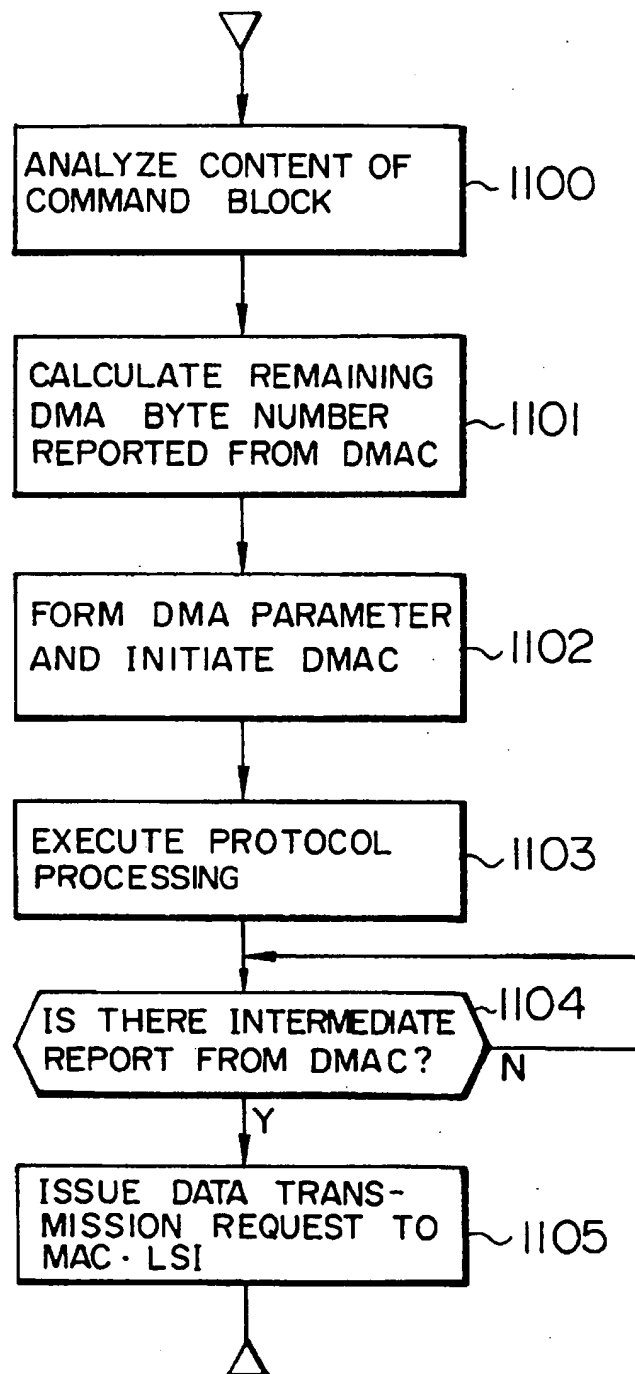 ANALYZE CONTENT OF
COMMAND BLOCK
1100
CALCULATE REMAINING
DMA BYTE NUMBER
REPORTED FROM DMAC
1101
FORM DMA PARAMETER
AND INITIATE DMAC
1102
EXECUTE PROTOCOL
PROCESSING
1103
IS THERE INTERMEDIATE
REPORT FROM DMAC?
1104
N
Y
ISSUE DATA TRANS-
MISSION REQUEST TO
MAC · LSI
1105